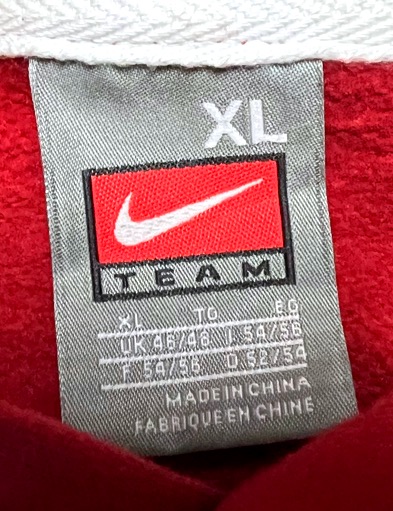 XL
TEAM
XL TO EG
UK 46/48 I 54/56
F 54/56 D 52/54
MADE IN CHINA
FABRIQUE EN CHINE